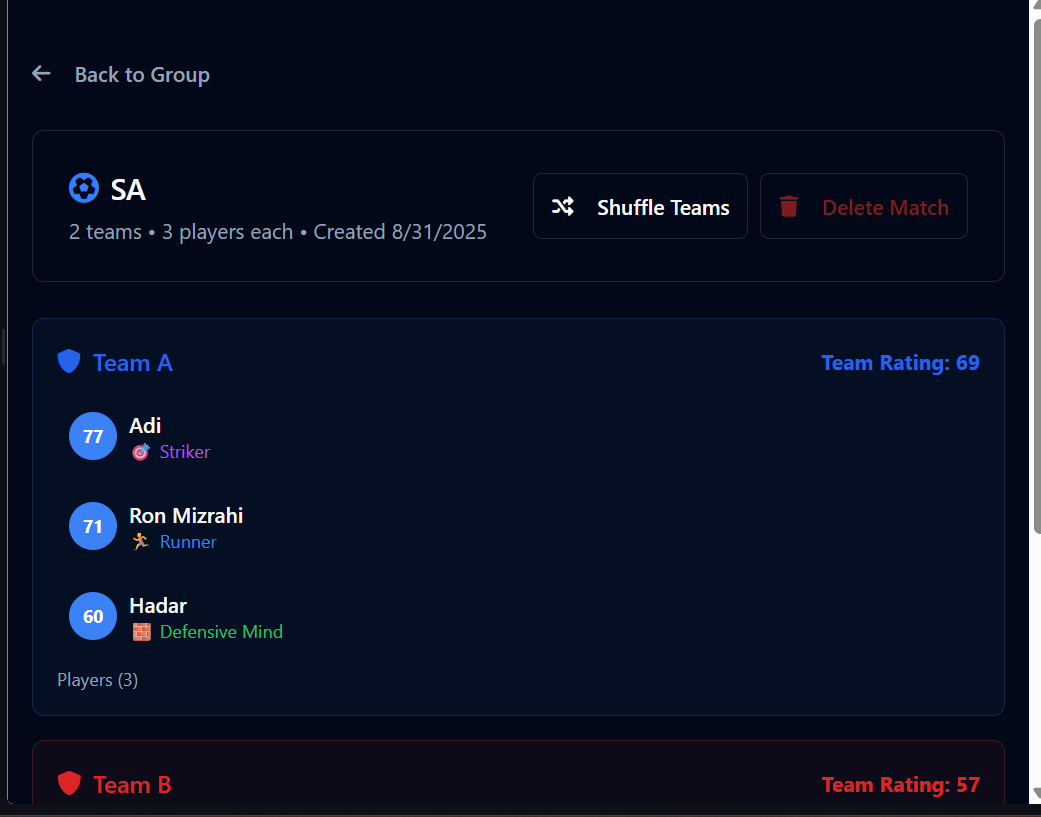 Back to Group
SA
2 teams • 3 players each • Created 8/31/2025
Shuffle Teams
Delete Match
Team A
Team Rating: 69
77
Adi
Striker
71
Ron Mizrahi
Runner
60
Hadar
Defensive Mind
Players (3)
Team B
Team Rating: 57